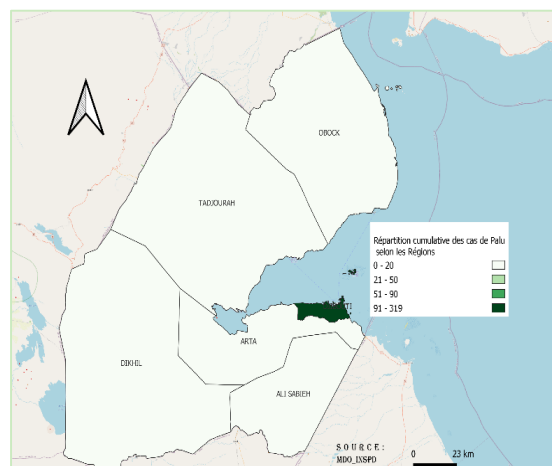 OBOCK
TADJOURAH
Répartition cumulative des cas de Palu
selon les Régions
0 - 20
21 - 50
51 - 90
91 - 319
ARTA
DIKHIL
ALI SABIEH
SOURCE:
MDO_INSPD
0 23 km